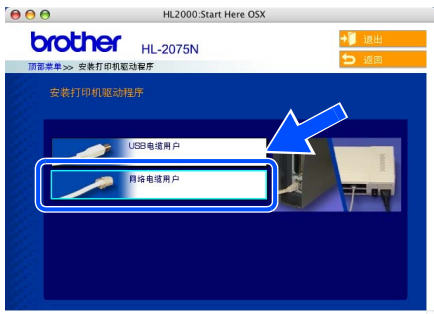 HL2000:Start Here OSX
brother HL-2075N
退出
返回
顶部菜单 >> 安装打印机驱动程序
安装打印机驱动程序
USB电缆用户
网络电缆用户